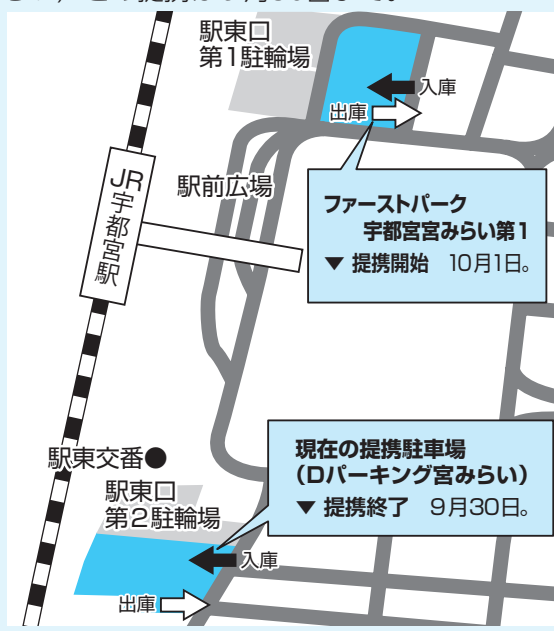 駅東口
第1駐輪場
入庫
出庫
JR宇都宮駅
駅前広場
ファーストパーク
宇都宮宮みらい第1
▼ 提携開始 10月1日。
現在の提携駐車場
(Dパーキング宮みらい)
▼ 提携終了 9月30日。
駅東交番●
駅東口
第2駐輪場
入庫
出庫